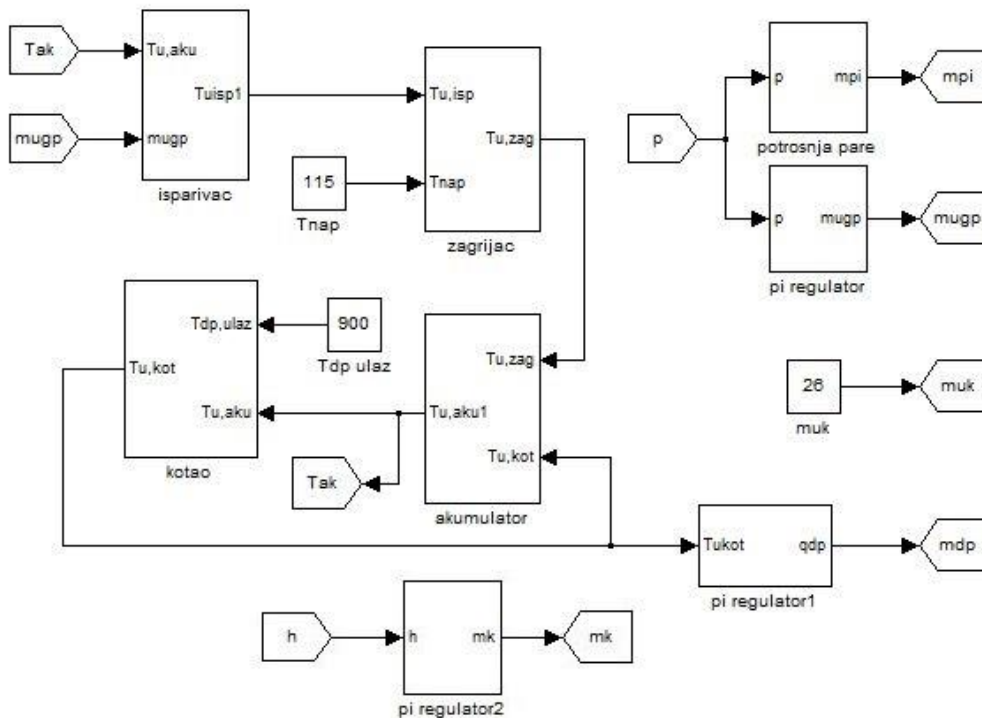 Tak
Tu,aku
Tuisp1
mugp
mugp
isparivac
Tu,isp
Tu,zag
115
Tnap
Tnap
zagrijac
p
p
mpi
mpi
potrosnja pare
p
mugp
mugp
pi regulator
Tdp,ulaz
900
Tdp ulaz
Tu,kot
Tu,aku
kotao
Tu,zag
Tu,aku1
Tu,kot
akumulator
Tak
26
muk
muk
Tukot
qdp
mdp
pi regulator1
h
h
mk
mk
pi regulator2